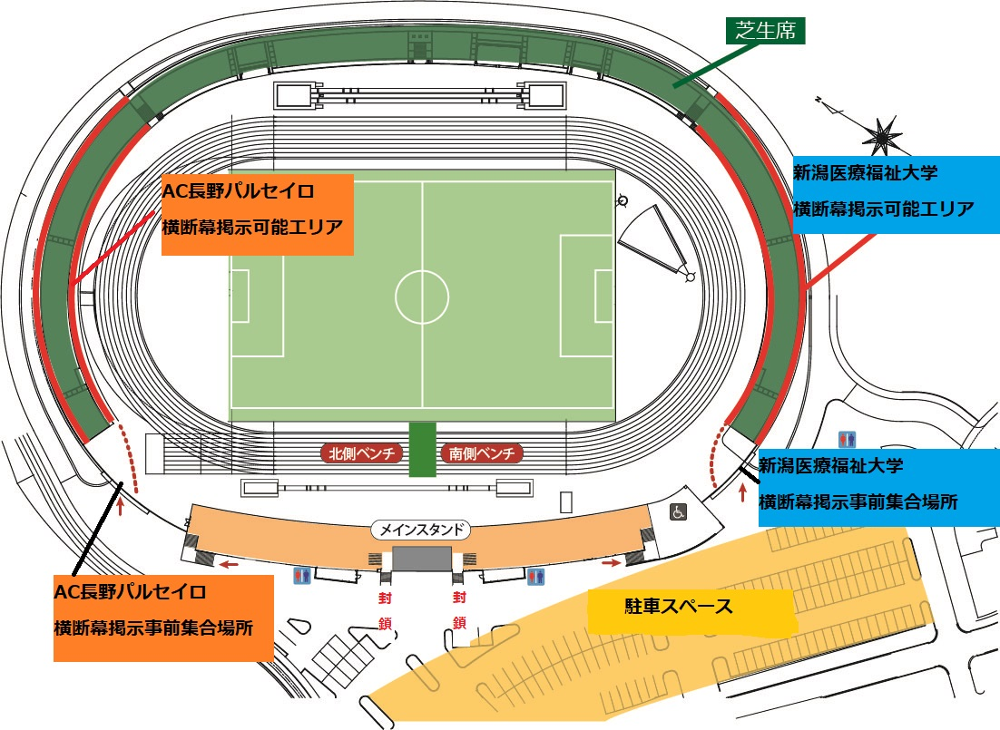 芝生席
新潟医療福祉大学
横断幕掲示可能エリア
AC長野パルセイロ
横断幕掲示可能エリア
北側ベンチ
南側ベンチ
新潟医療福祉大学
横断幕掲示事前集合場所
メインスタンド
AC長野パルセイロ
横断幕掲示事前集合場所
封鎖
封鎖
駐車スペース
N